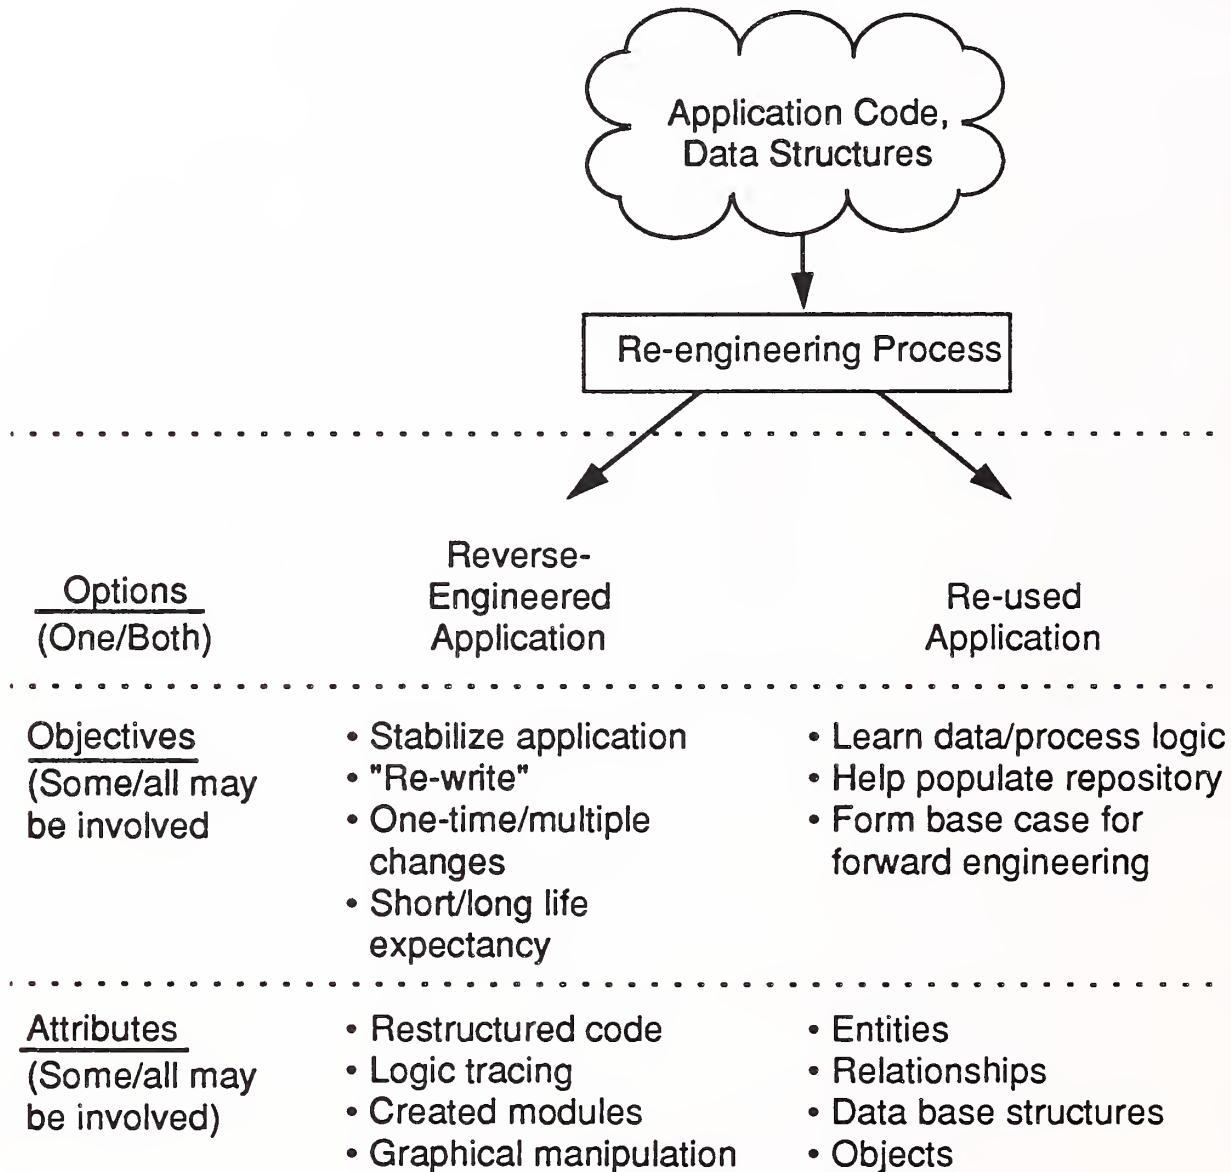 Application Code,
Data Structures
Re-engineering Process
Options
(One/Both)
Reverse-
Engineered
Application
Re-used
Application
Objectives
(Some/all may
be involved
• Stabilize application
• "Re-write"
• One-time/multiple
changes
• Short/long life
expectancy
• Learn data/process logic
• Help populate repository
• Form base case for
forward engineering
Attributes
(Some/all may
be involved)
• Restructured code
• Logic tracing
• Created modules
• Graphical manipulation
• Entities
• Relationships
• Data base structures
• Objects